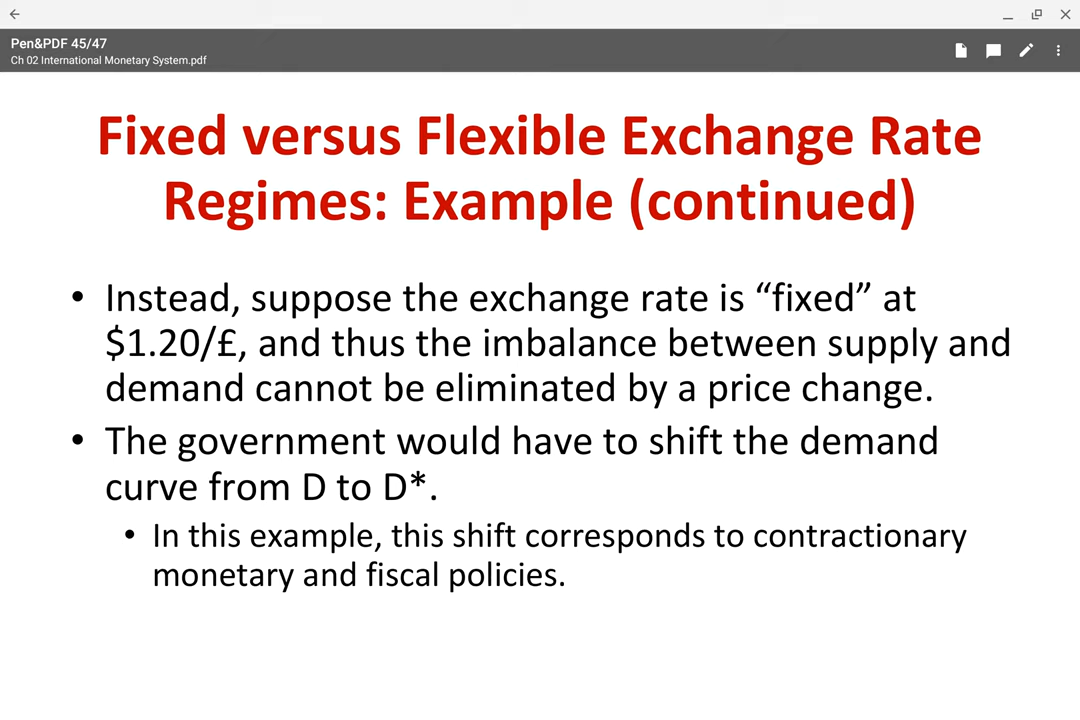 Pen&PDF 45/47
Ch 02 International Monetary System.pdf
Fixed versus Flexible Exchange Rate
Regimes: Example (continued)
• Instead, suppose the exchange rate is “fixed” at
$1.20/£, and thus the imbalance between supply and
demand cannot be eliminated by a price change.
• The government would have to shift the demand
curve from D to D*.
• In this example, this shift corresponds to contractionary
monetary and fiscal policies.